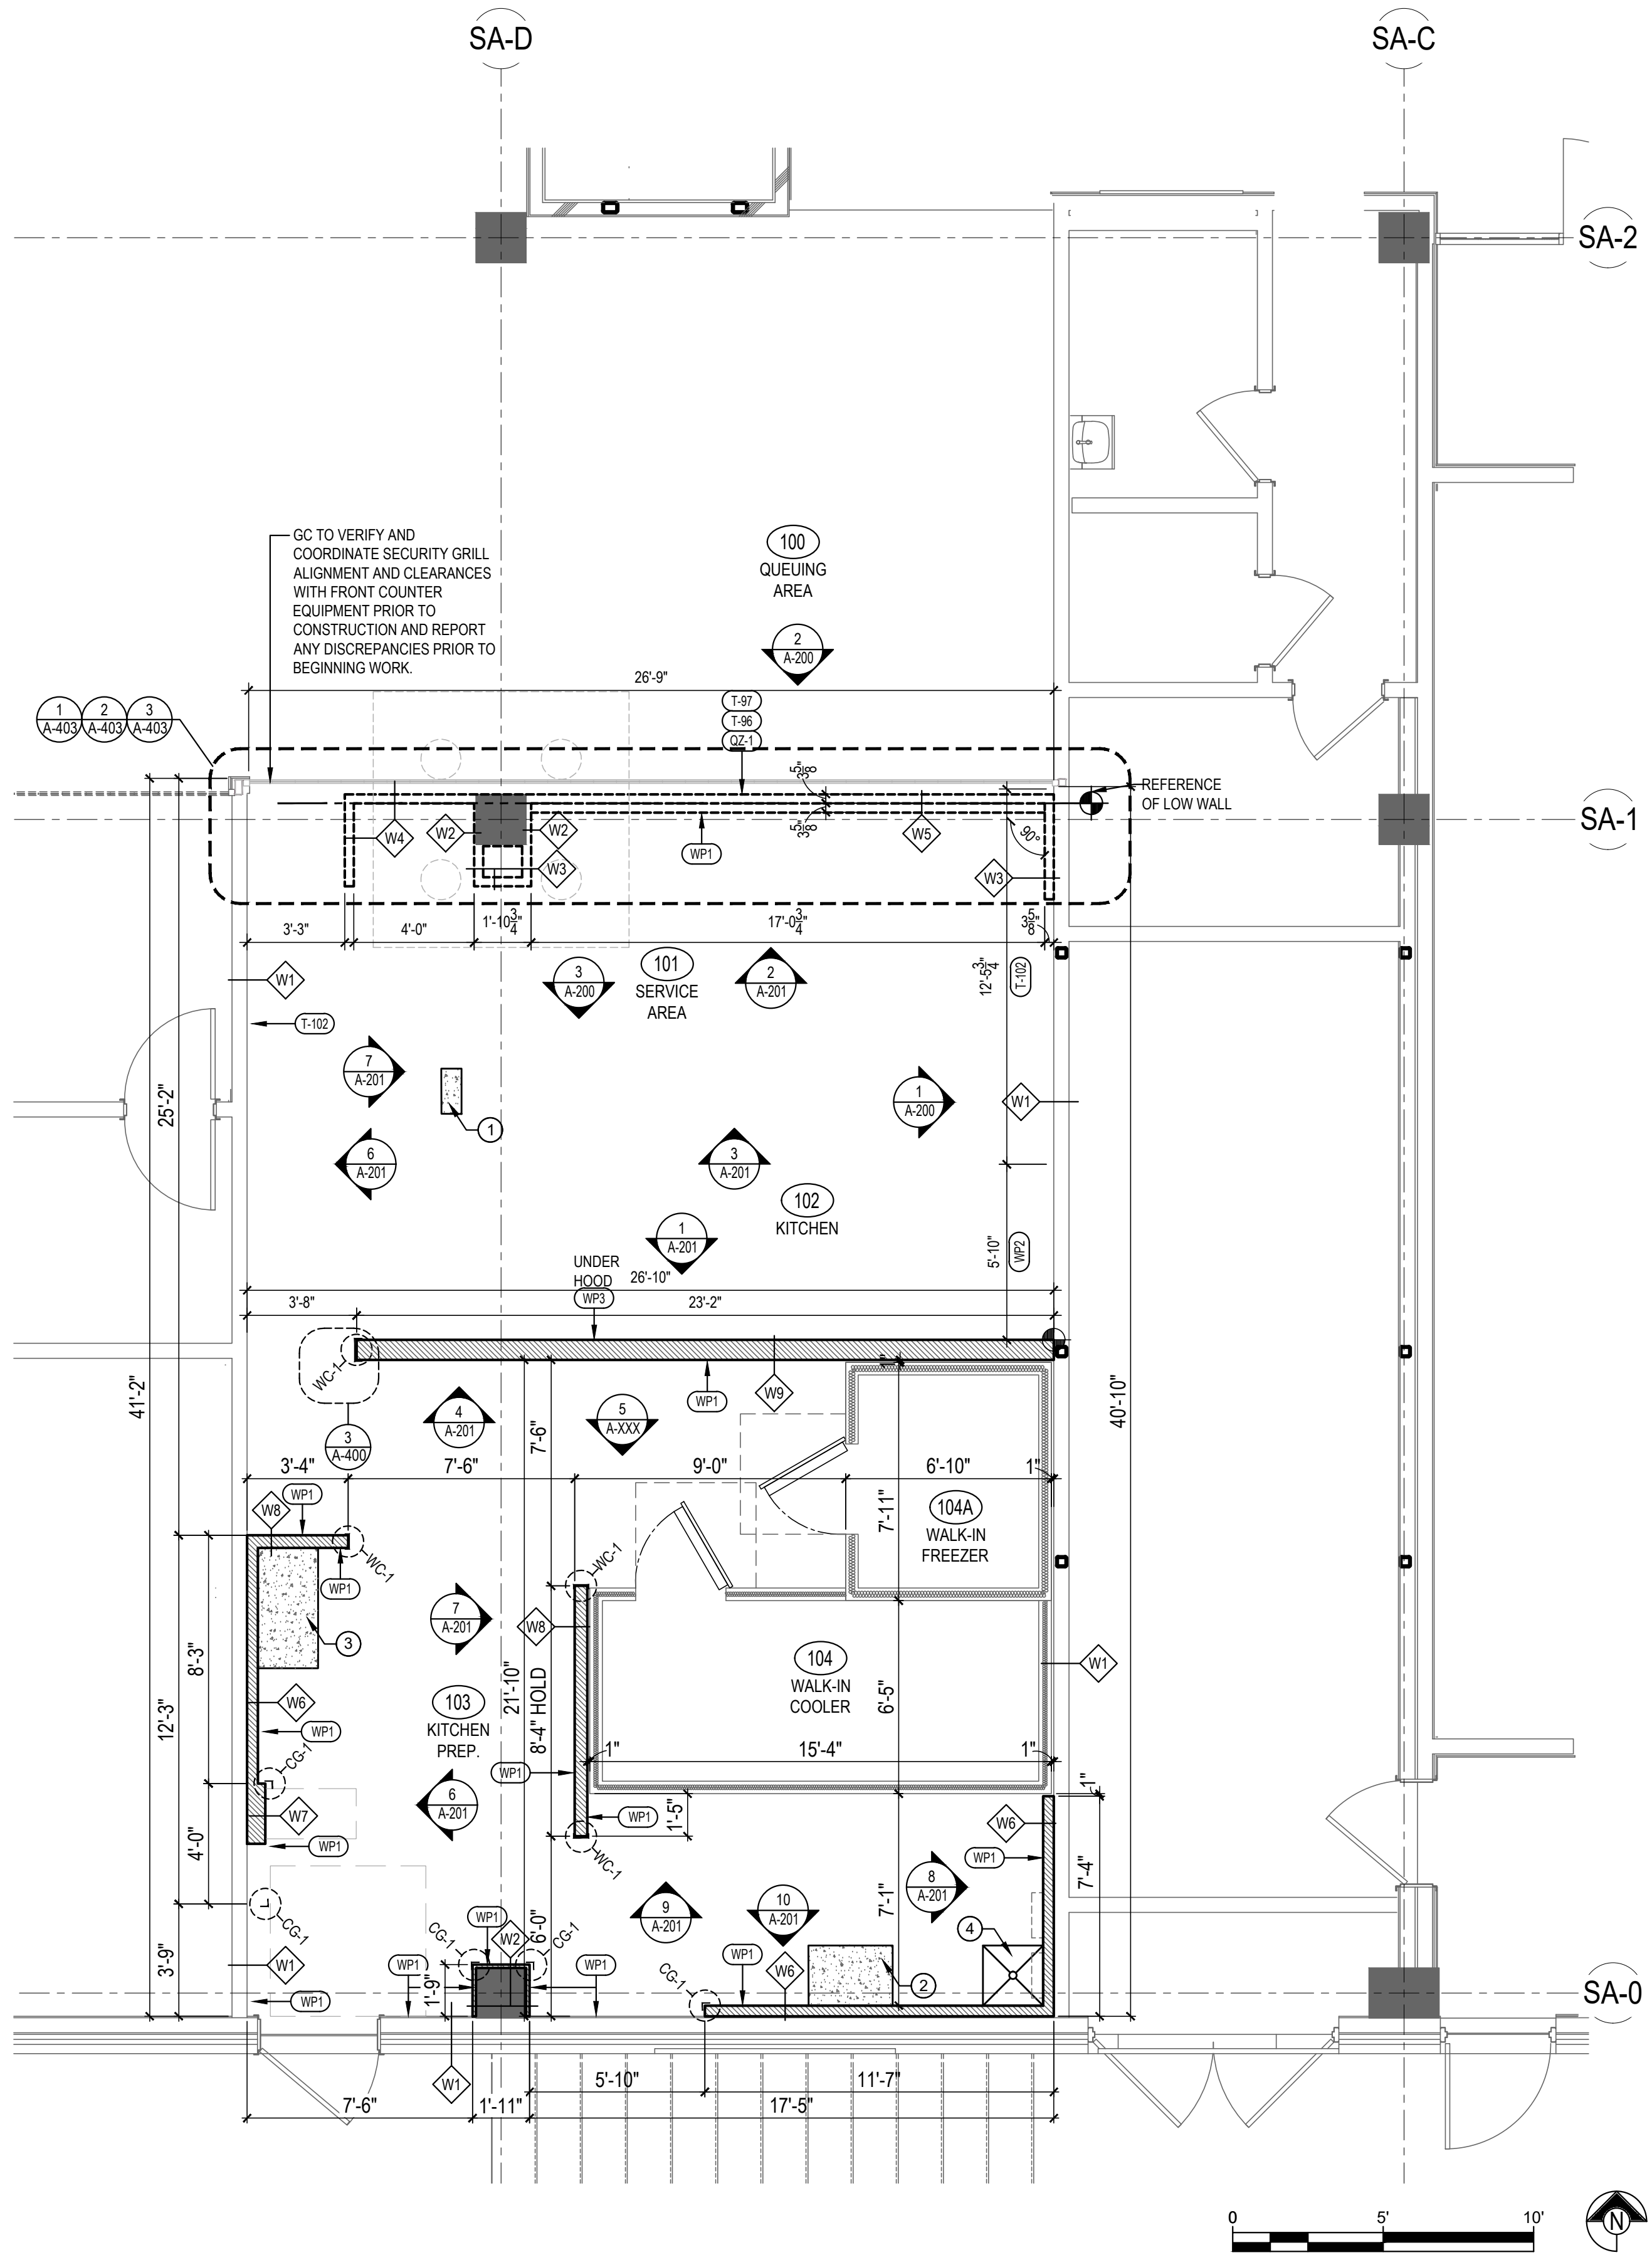 SA-D
SA-C
SA-2
GC TO VERIFY AND
COORDINATE SECURITY GRILL
ALIGNMENT AND CLEARANCES
WITH FRONT COUNTER
EQUIPMENT PRIOR TO
CONSTRUCTION AND REPORT
ANY DISCREPANCIES PRIOR TO
BEGINNING WORK.
100
QUEUING
AREA
2
A-200
26'-9"
T-97
T-96
QZ-1
1
A-403
2
A-403
3
A-403
3 5/8
3 5/8
REFERENCE
OF LOW WALL
SA-1
W4
W2
W2
W5
90°
WP1
W3
W3
3'-3"
4'-0"
1'-10 3/4"
17'-0 3/4"
3 5/8"
W1
3
A-200
101
SERVICE
AREA
2
A-201
12'-5 3/4"
T-102
T-102
7
A-201
1
A-200
W1
25'-2"
1
6
A-201
3
A-201
102
KITCHEN
1
A-201
5'-10"
WP2
UNDER
HOOD
26'-10"
WP3
3'-8"
23'-2"
WC-1
1"
WP1
W9
41'-2"
40'-10"
4
A-201
5
A-XXX
7'-6"
3
A-400
3'-4"
7'-6"
9'-0"
6'-10"
1"
WP1
W8
104A
WALK-IN
FREEZER
7'-11"
WC-1
WC-1
WP1
7
A-201
W8
3
8'-3"
12'-3"
104
WALK-IN
COOLER
W1
6'-5"
W6
103
KITCHEN
PREP.
21'-10"
8'-4" HOLD
WP1
CG-1
1"
15'-4"
1"
WP1
1"
6
A-201
W7
WP1
1'-5"
W6
WP1
4'-0"
WP1
WC-1
7'-4"
8
A-201
7'-1"
9
A-201
10
A-201
CG-1
WP1
W2
6'-0"
CG-1
CG-1
4
3'-9"
W1
WP1
WP1
WP1
W6
2
CG-1
1'-9"
WP1
SA-0
W1
5'-10"
11'-7"
7'-6"
1'-11"
17'-5"
0
5'
10'
N